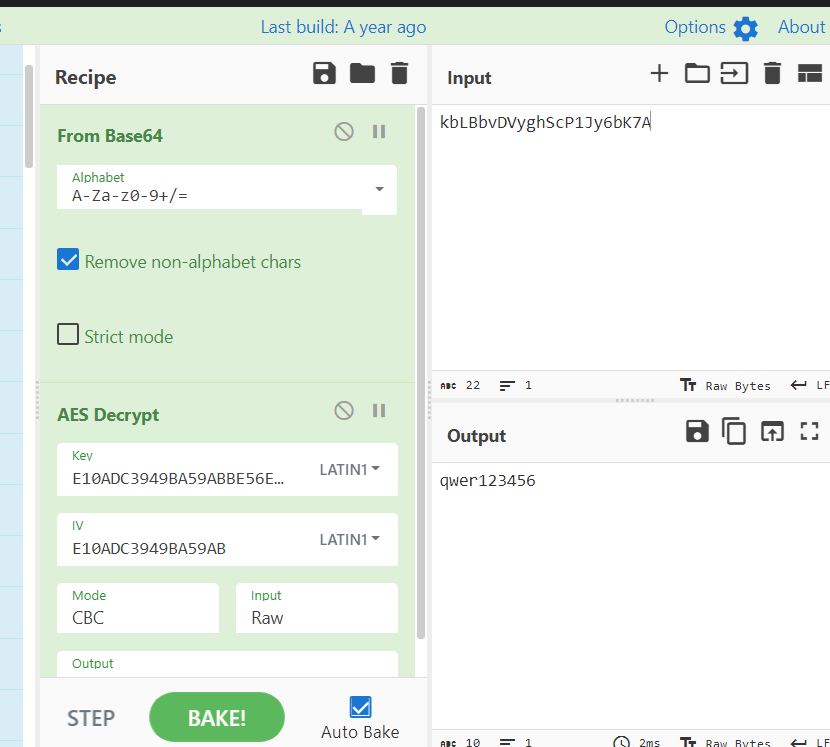 Last build: A year ago
Options
About
Recipe
From Base64
Alphabet
A-Za-z0-9+/=
Remove non-alphabet chars
Strict mode
AES Decrypt
Key
E10ADC3949BA59ABBE56E…
LATIN1
IV
E10ADC3949BA59AB
LATIN1
Mode
CBC
Input
Raw
Output
STEP
BAKE!
Auto Bake
Input
kbLBbvDVyghScP1Jy6bK7A
ABC 22
1
Raw Bytes
LF
Output
qwer123456
ABC 10
1
2ms
Raw Bytes
LF